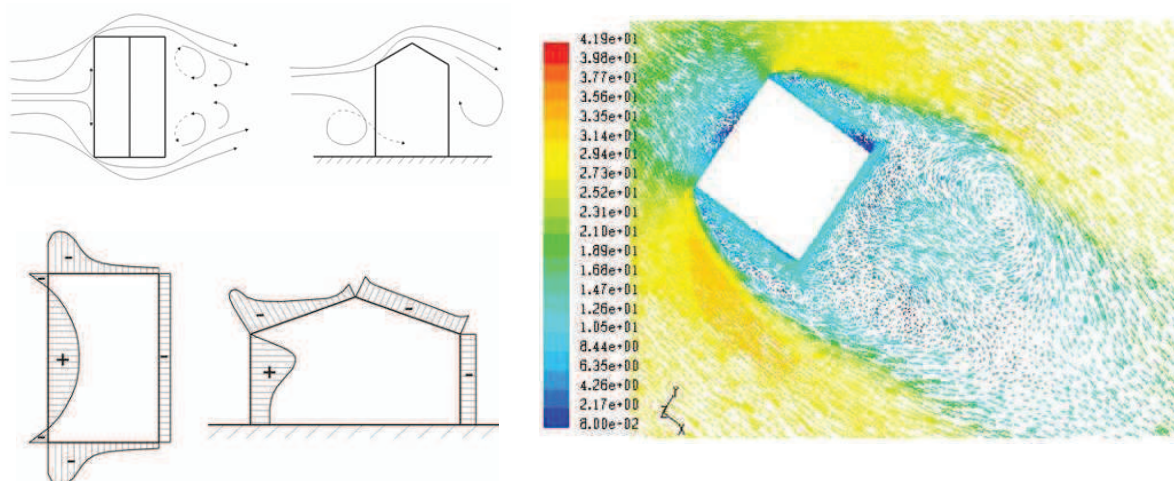 4.19e+01
3.98e+01
3.77e+01
3.56e+01
3.35e+01
3.14e+01
2.94e+01
2.73e+01
2.52e+01
2.31e+01
2.10e+01
1.89e+01
1.68e+01
1.47e+01
1.26e+01
1.05e+01
8.44e+00
6.35e+00
4.26e+00
2.17e+00
8.00e-02
Y
Z
X
-
-
+
-
-
-
-
-
+
-